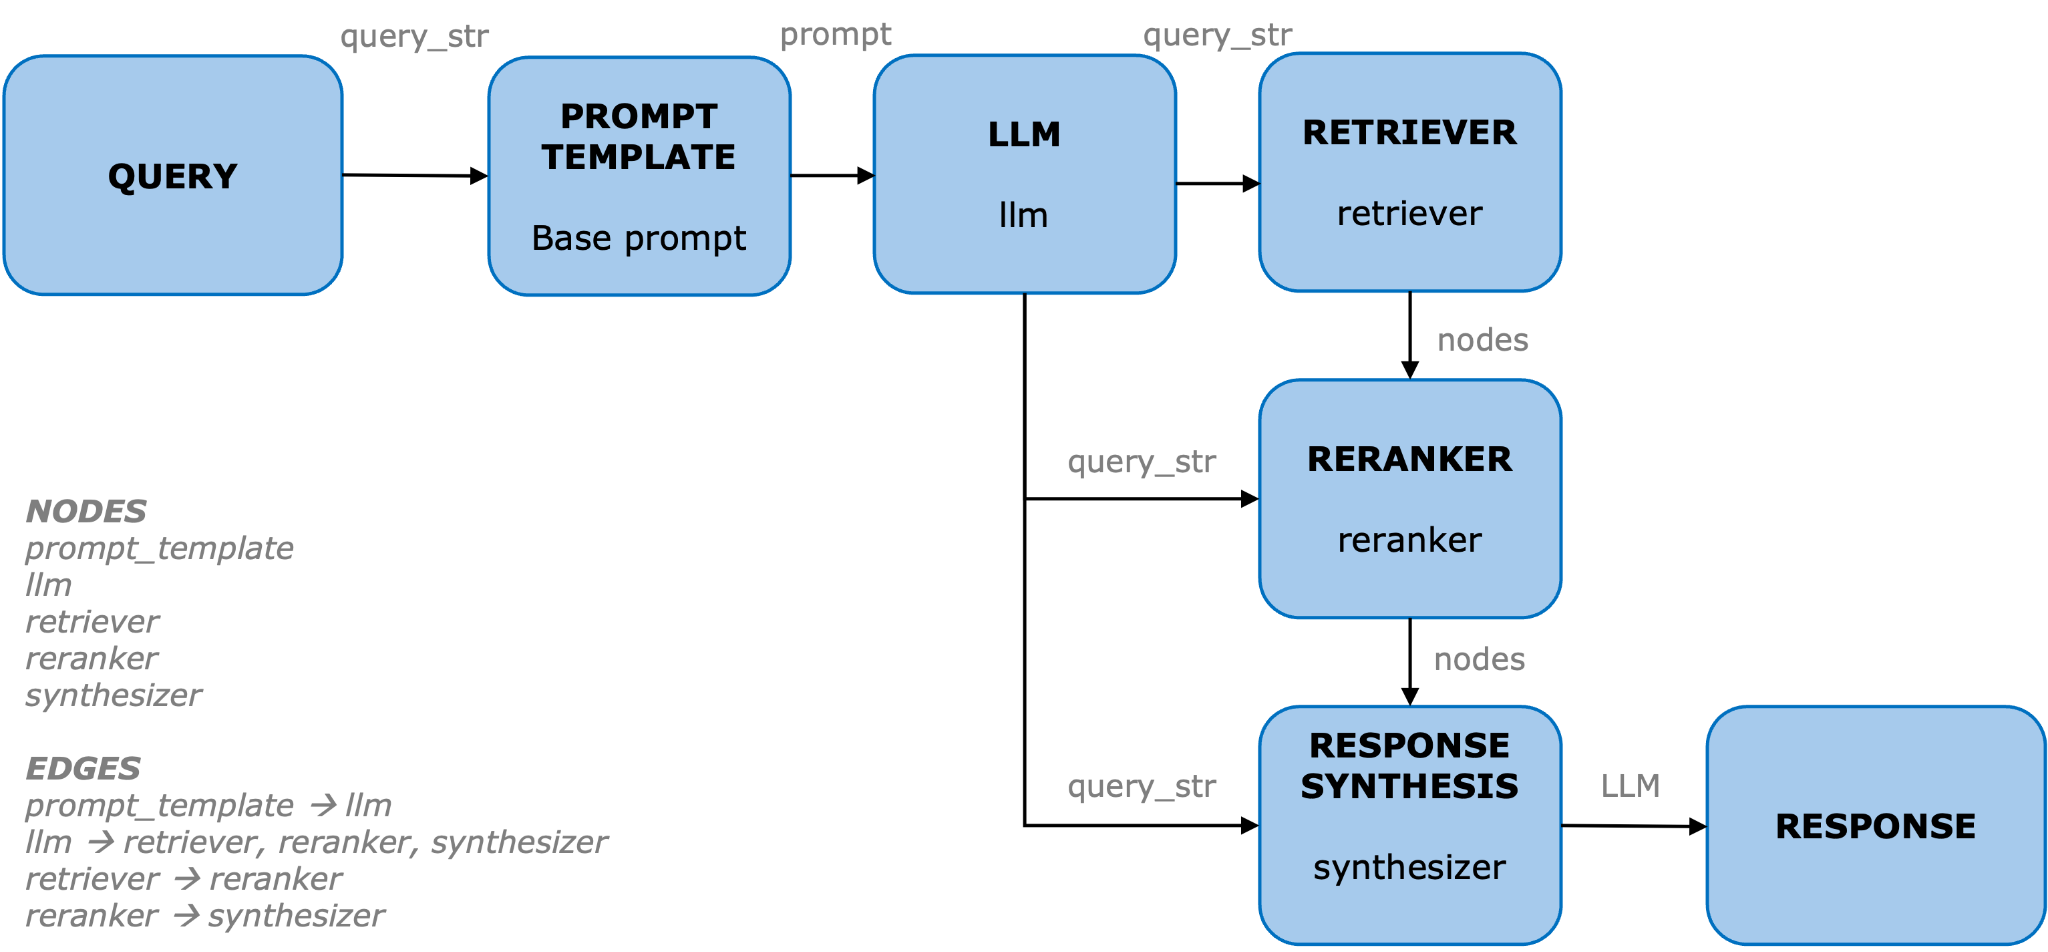 query_str
prompt
query_str
QUERY
PROMPT
TEMPLATE
Base prompt
LLM
llm
RETRIEVER
retriever
nodes
query_str
RERANKER
reranker
nodes
query_str
RESPONSE
SYNTHESIS
synthesizer
LLM
RESPONSE
NODES
prompt_template
llm
retriever
reranker
synthesizer
EDGES
prompt_template → llm
llm → retriever, reranker, synthesizer
retriever → reranker
reranker → synthesizer